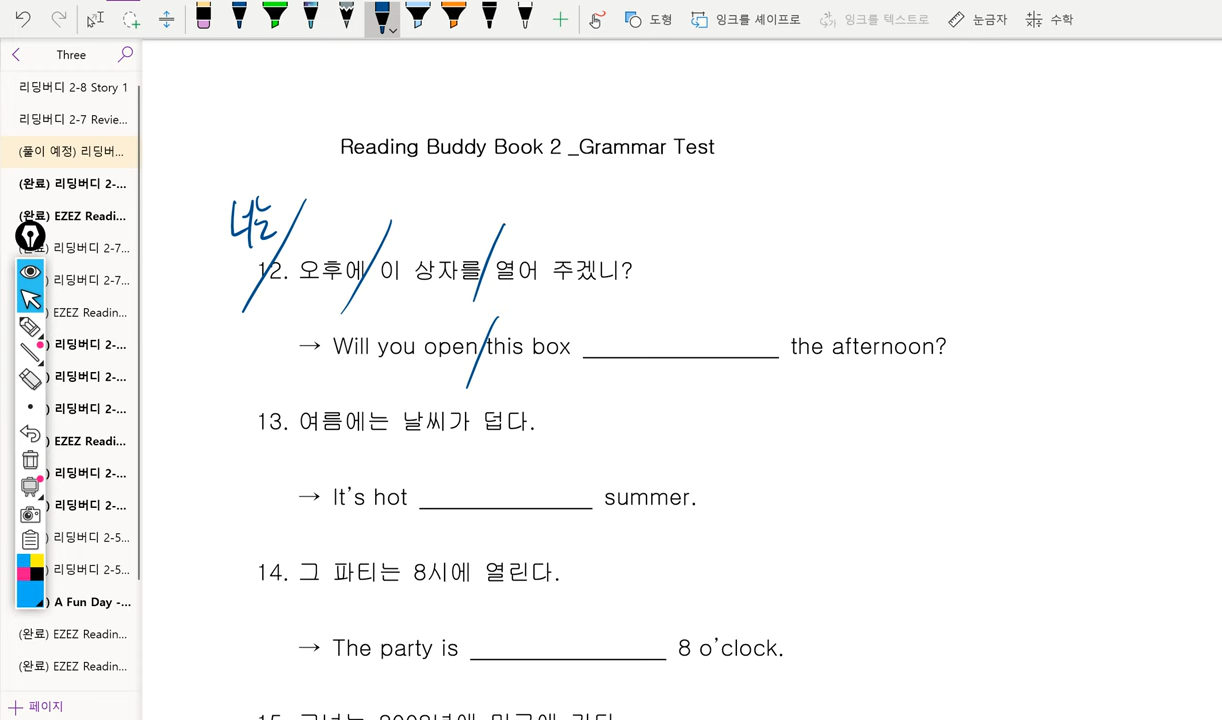 도형
잉크를 셰이프로
잉크를 텍스트로
눈금자
수학
Three
리딩버디 2-8 Story 1
리딩버디 2-7 Revie...
(풀이 예정) 리딩버...
(완료) 리딩버디 2-...
(완료) EZEZ Readi...
리딩버디 2-7...
) 리딩버디 2-7...
) EZEZ Readin...
) 리딩버디 2-...
) 리딩버디 2-...
) 리딩버디 2-...
) EZEZ Readi...
) 리딩버디 2-...
) 리딩버디 2-...
) 리딩버디 2-5...
) 리딩버디 2-5...
) A Fun Day -...
(완료) EZEZ Readin...
(완료) EZEZ Readin...
페이지
Reading Buddy Book 2 _Grammar Test
너는
12. 오후에 이 상자를 열어 주겠니?
→ Will you open this box ____________ the afternoon?
13. 여름에는 날씨가 덥다.
→ It's hot ____________ summer.
14. 그 파티는 8시에 열린다.
→ The party is ____________ 8 o'clock.